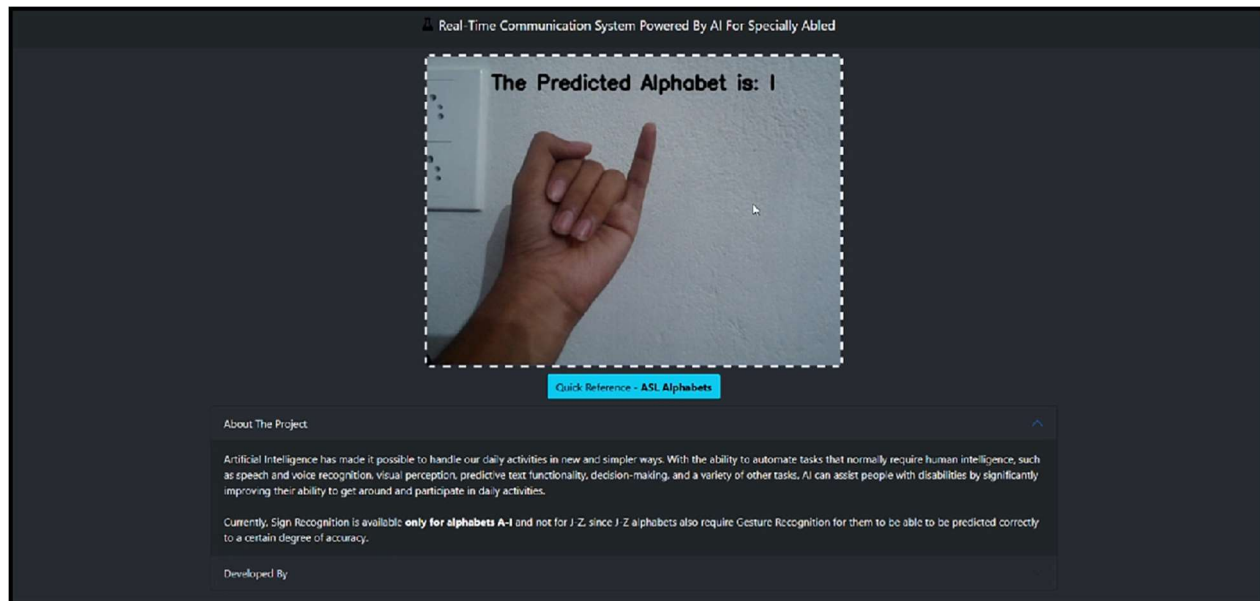 Real-Time Communication System Powered By AI For Specially Abled
The Predicted Alphabet is: I
Quick Reference - ASL Alphabets
About The Project
Artificial Intelligence has made it possible to handle our daily activities in new and simpler ways. With the ability to automate tasks that normally require human intelligence, such
as speech and voice recognition, visual perception, predictive text functionality, decision-making, and a variety of other tasks, AI can assist people with disabilities by significantly
improving their ability to get around and participate in daily activities.
Currently, Sign Recognition is available only for alphabets A-I and not for J-Z, since J-Z alphabets also require Gesture Recognition for them to be able to be predicted correctly
to a certain degree of accuracy.
Developed By